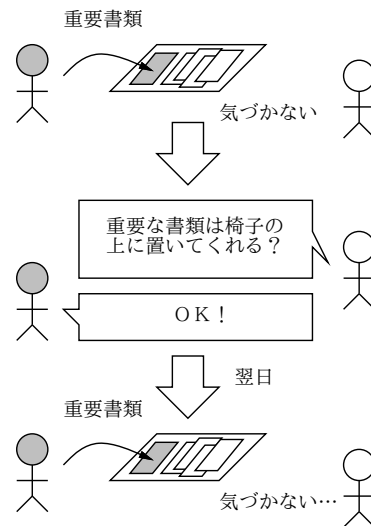 重要書類
気づかない
重要な書類は椅子の
上に置いてくれる？
ＯＫ！
翌日
重要書類
気づかない…